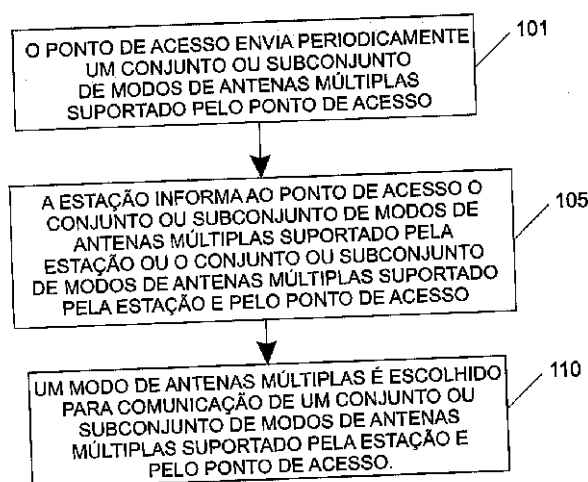 O PONTO DE ACESSO ENVIA PERIODICAMENTE
UM CONJUNTO OU SUBCONJUNTO
DE MODOS DE ANTENAS MÚLTIPLAS
SUPORTADO PELO PONTO DE ACESSO
101
A ESTAÇÃO INFORMA AO PONTO DE ACESSO O
CONJUNTO OU SUBCONJUNTO DE MODOS DE
ANTENAS MÚLTIPLAS SUPORTADO PELA
ESTAÇÃO OU O CONJUNTO OU SUBCONJUNTO
DE MODOS DE ANTENAS MÚLTIPLAS SUPORTADO
PELA ESTAÇÃO E PELO PONTO DE ACESSO
105
UM MODO DE ANTENAS MÚLTIPLAS É ESCOLHIDO
PARA COMUNICAÇÃO DE UM CONJUNTO OU
SUBCONJUNTO DE MODOS DE ANTENAS
MÚLTIPLAS SUPORTADO PELA ESTAÇÃO E
PELO PONTO DE ACESSO.
110